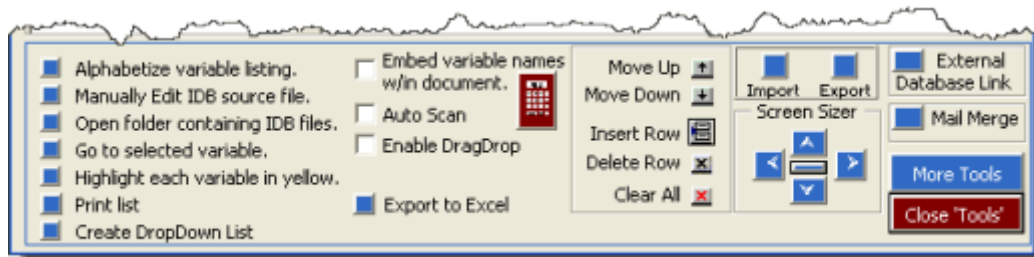 Alphabetize variable listing.
Manually Edit IDB source file.
Open folder containing IDB files.
Go to selected variable.
Highlight each variable in yellow.
Print list
Create DropDown List
Embed variable names
w/in document.
Auto Scan
Enable DragDrop
Export to Excel
Move Up
Move Down
Insert Row
Delete Row
Clear All
Import Export
Screen Sizer
External
Database Link
Mail Merge
More Tools
Close 'Tools'